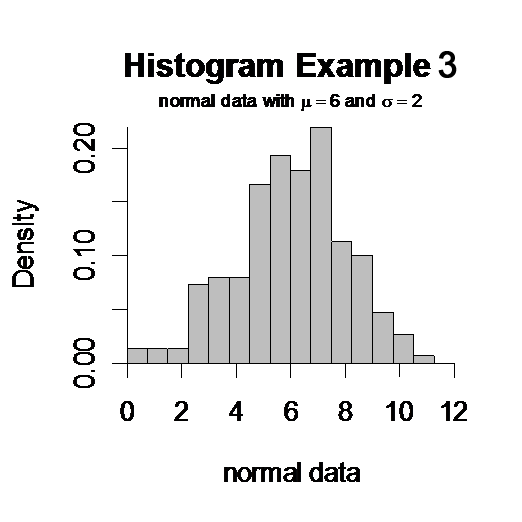 Histogram Example 3
normal data with μ = 6 and σ = 2
Density
0.20
0.10
0.00
0 2 4 6 8 10 12
normal data